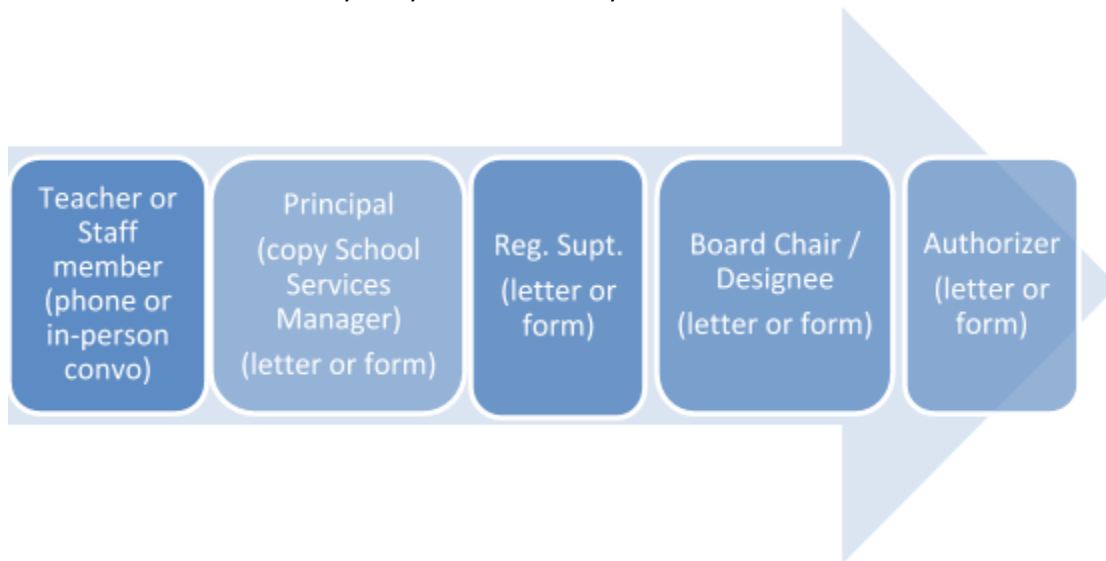 Teacher or
Staff
member
(phone or
in-person
convo)
Principal
(copy School
Services
Manager)
(letter or form)
Reg. Supt.
(letter or
form)
Board Chair /
Designee
(letter or form)
Authorizer
(letter or
form)